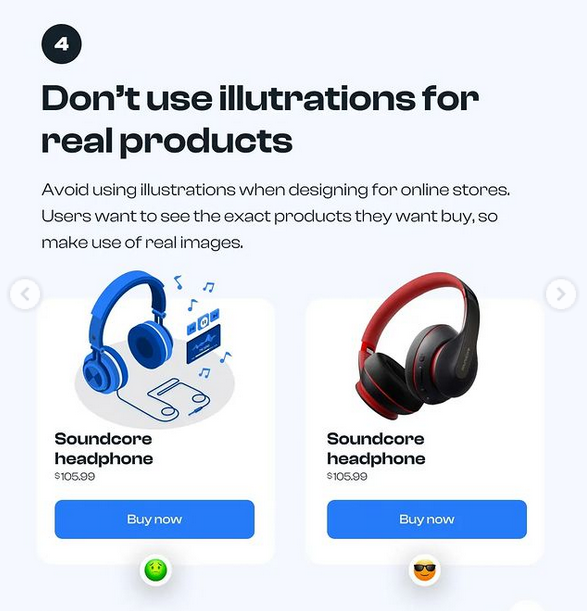 4
Don't use illutrations for
real products
Avoid using illustrations when designing for online stores.
Users want to see the exact products they want buy, so
make use of real images.
Soundcore
headphone
$105.99
Buy now
Soundcore
headphone
$105.99
Buy now